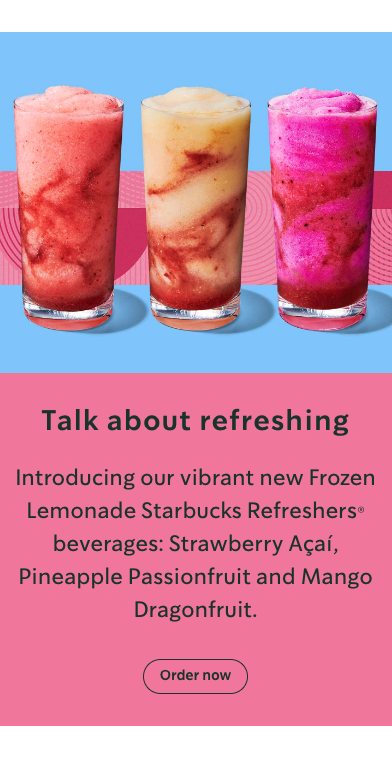 Talk about refreshing
Introducing our vibrant new Frozen
Lemonade Starbucks Refreshers®
beverages: Strawberry Açaí,
Pineapple Passionfruit and Mango
Dragonfruit.
Order now